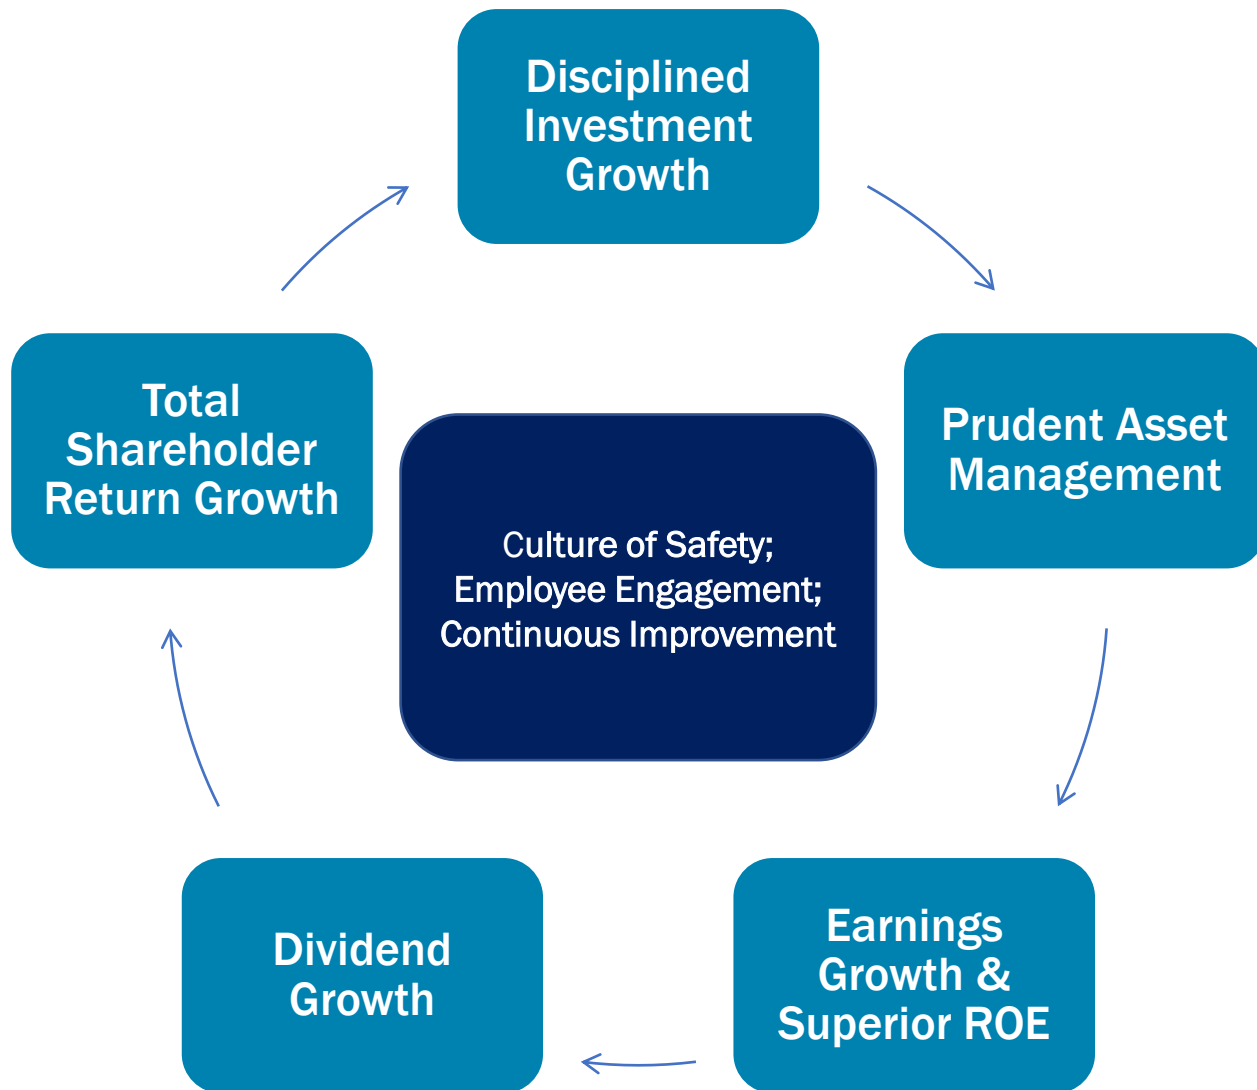 Disciplined
Investment
Growth
Total
Shareholder
Return Growth
Prudent Asset
Management
Culture of Safety;
Employee Engagement;
Continuous Improvement
Dividend
Growth
Earnings
Growth &
Superior ROE